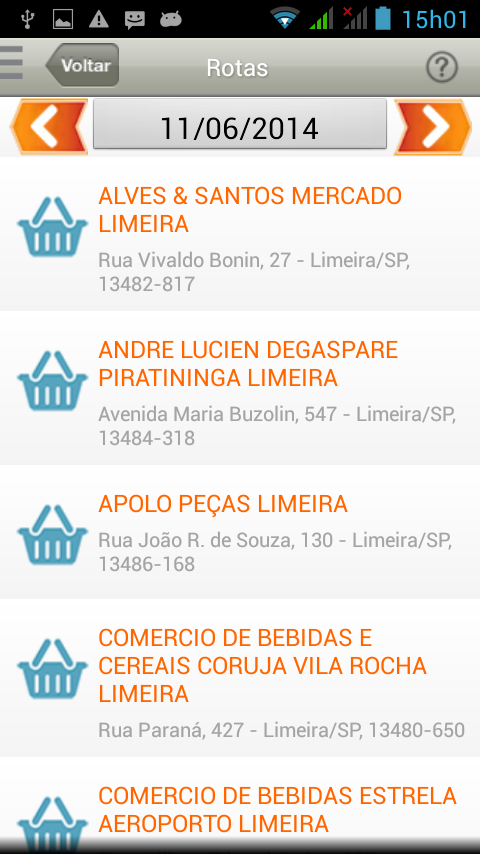 15h01
Voltar
Rotas
?
11/06/2014
ALVES & SANTOS MERCADO
LIMEIRA
Rua Vivaldo Bonin, 27 - Limeira/SP,
13482-817
ANDRE LUCIEN DEGASPARE
PIRATININGA LIMEIRA
Avenida Maria Buzolin, 547 - Limeira/SP,
13484-318
APOLO PEÇAS LIMEIRA
Rua João R. de Souza, 130 - Limeira/SP,
13486-168
COMERCIO DE BEBIDAS E
CEREAIS CORUJA VILA ROCHA
LIMEIRA
Rua Paraná, 427 - Limeira/SP, 13480-650
COMERCIO DE BEBIDAS ESTRELA
AEROPORTO LIMEIRA